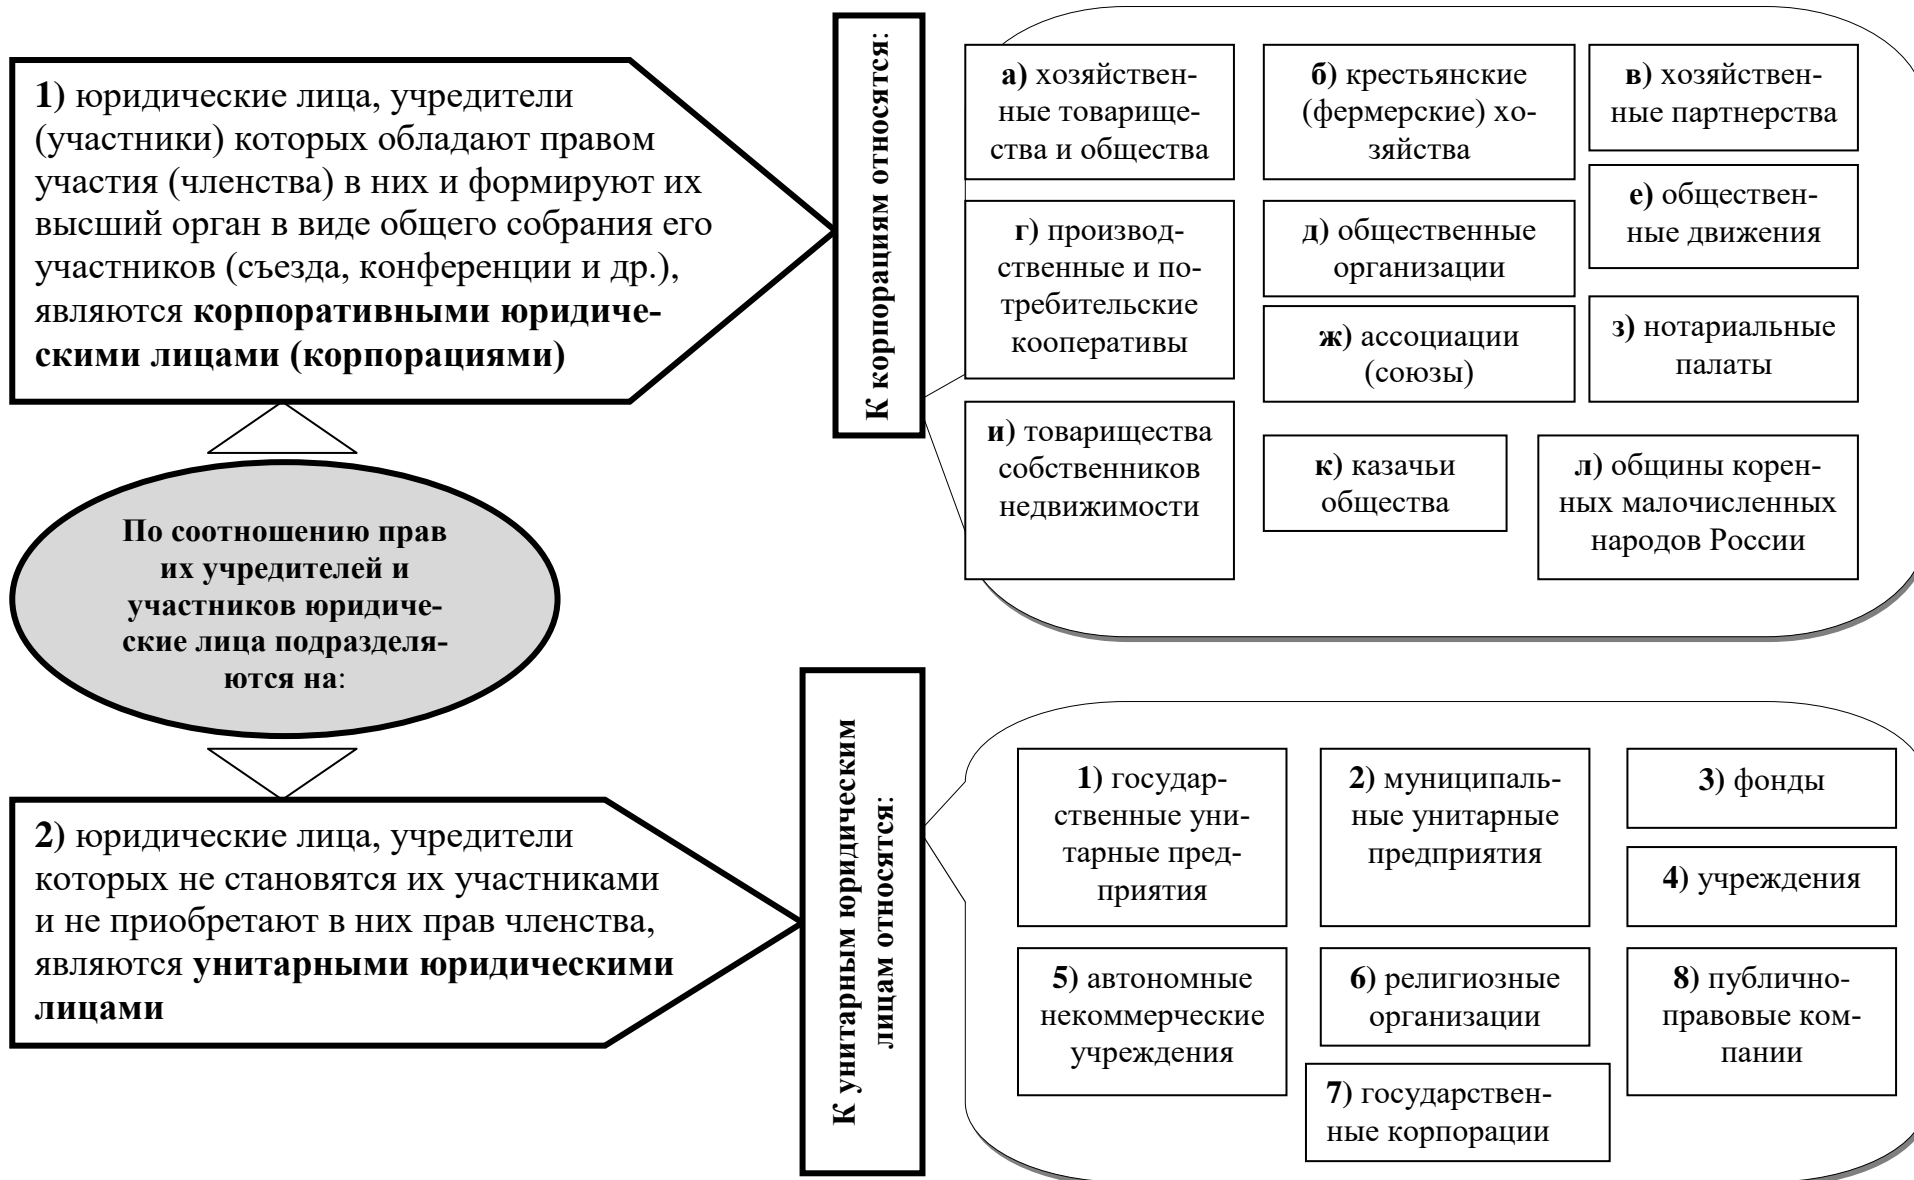 1) юридические лица, учредители
(участники) которых обладают правом
участия (членства) в них и формируют их
высший орган в виде общего собрания его
участников (съезда, конференции и др.),
являются корпоративными юридиче-
скими лицами (корпорациями)
К корпорациям относятся:
а) хозяйствен-
ные товарище-
ства и общества
б) крестьянские
(фермерские) хо-
зяйства
в) хозяйствен-
ные партнерства
г) производ-
ственные и по-
требительские
кооперативы
д) общественные
организации
е) обществен-
ные движения
ж) ассоциации
(союзы)
з) нотариальные
палаты
и) товарищества
собственников
недвижимости
к) казачьи
общества
л) общины корен-
ных малочисленных
народов России
По соотношению прав
их учредителей и
участников юридиче-
ские лица подразделя-
ются на:
2) юридические лица, учредители
которых не становятся их участниками
и не приобретают в них прав членства,
являются унитарными юридическими
лицами
К унитарным юридическим
лицам относятся:
1) государ-
ственные уни-
тарные пред-
приятия
2) муниципаль-
ные унитарные
предприятия
3) фонды
4) учреждения
5) автономные
некоммерческие
учреждения
6) религиозные
организации
7) государствен-
ные корпорации
8) публично-
правовые ком-
пании